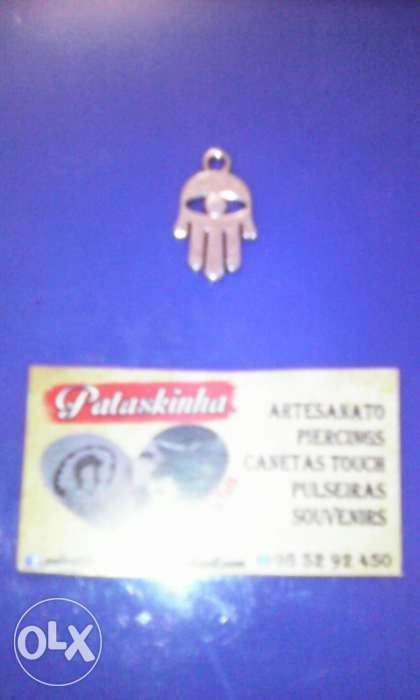 Pataskinha
ARTESANATO
PIERCINGS
CANETAS TOUCH
PULSEIRAS
SOUVENIRS
OLX